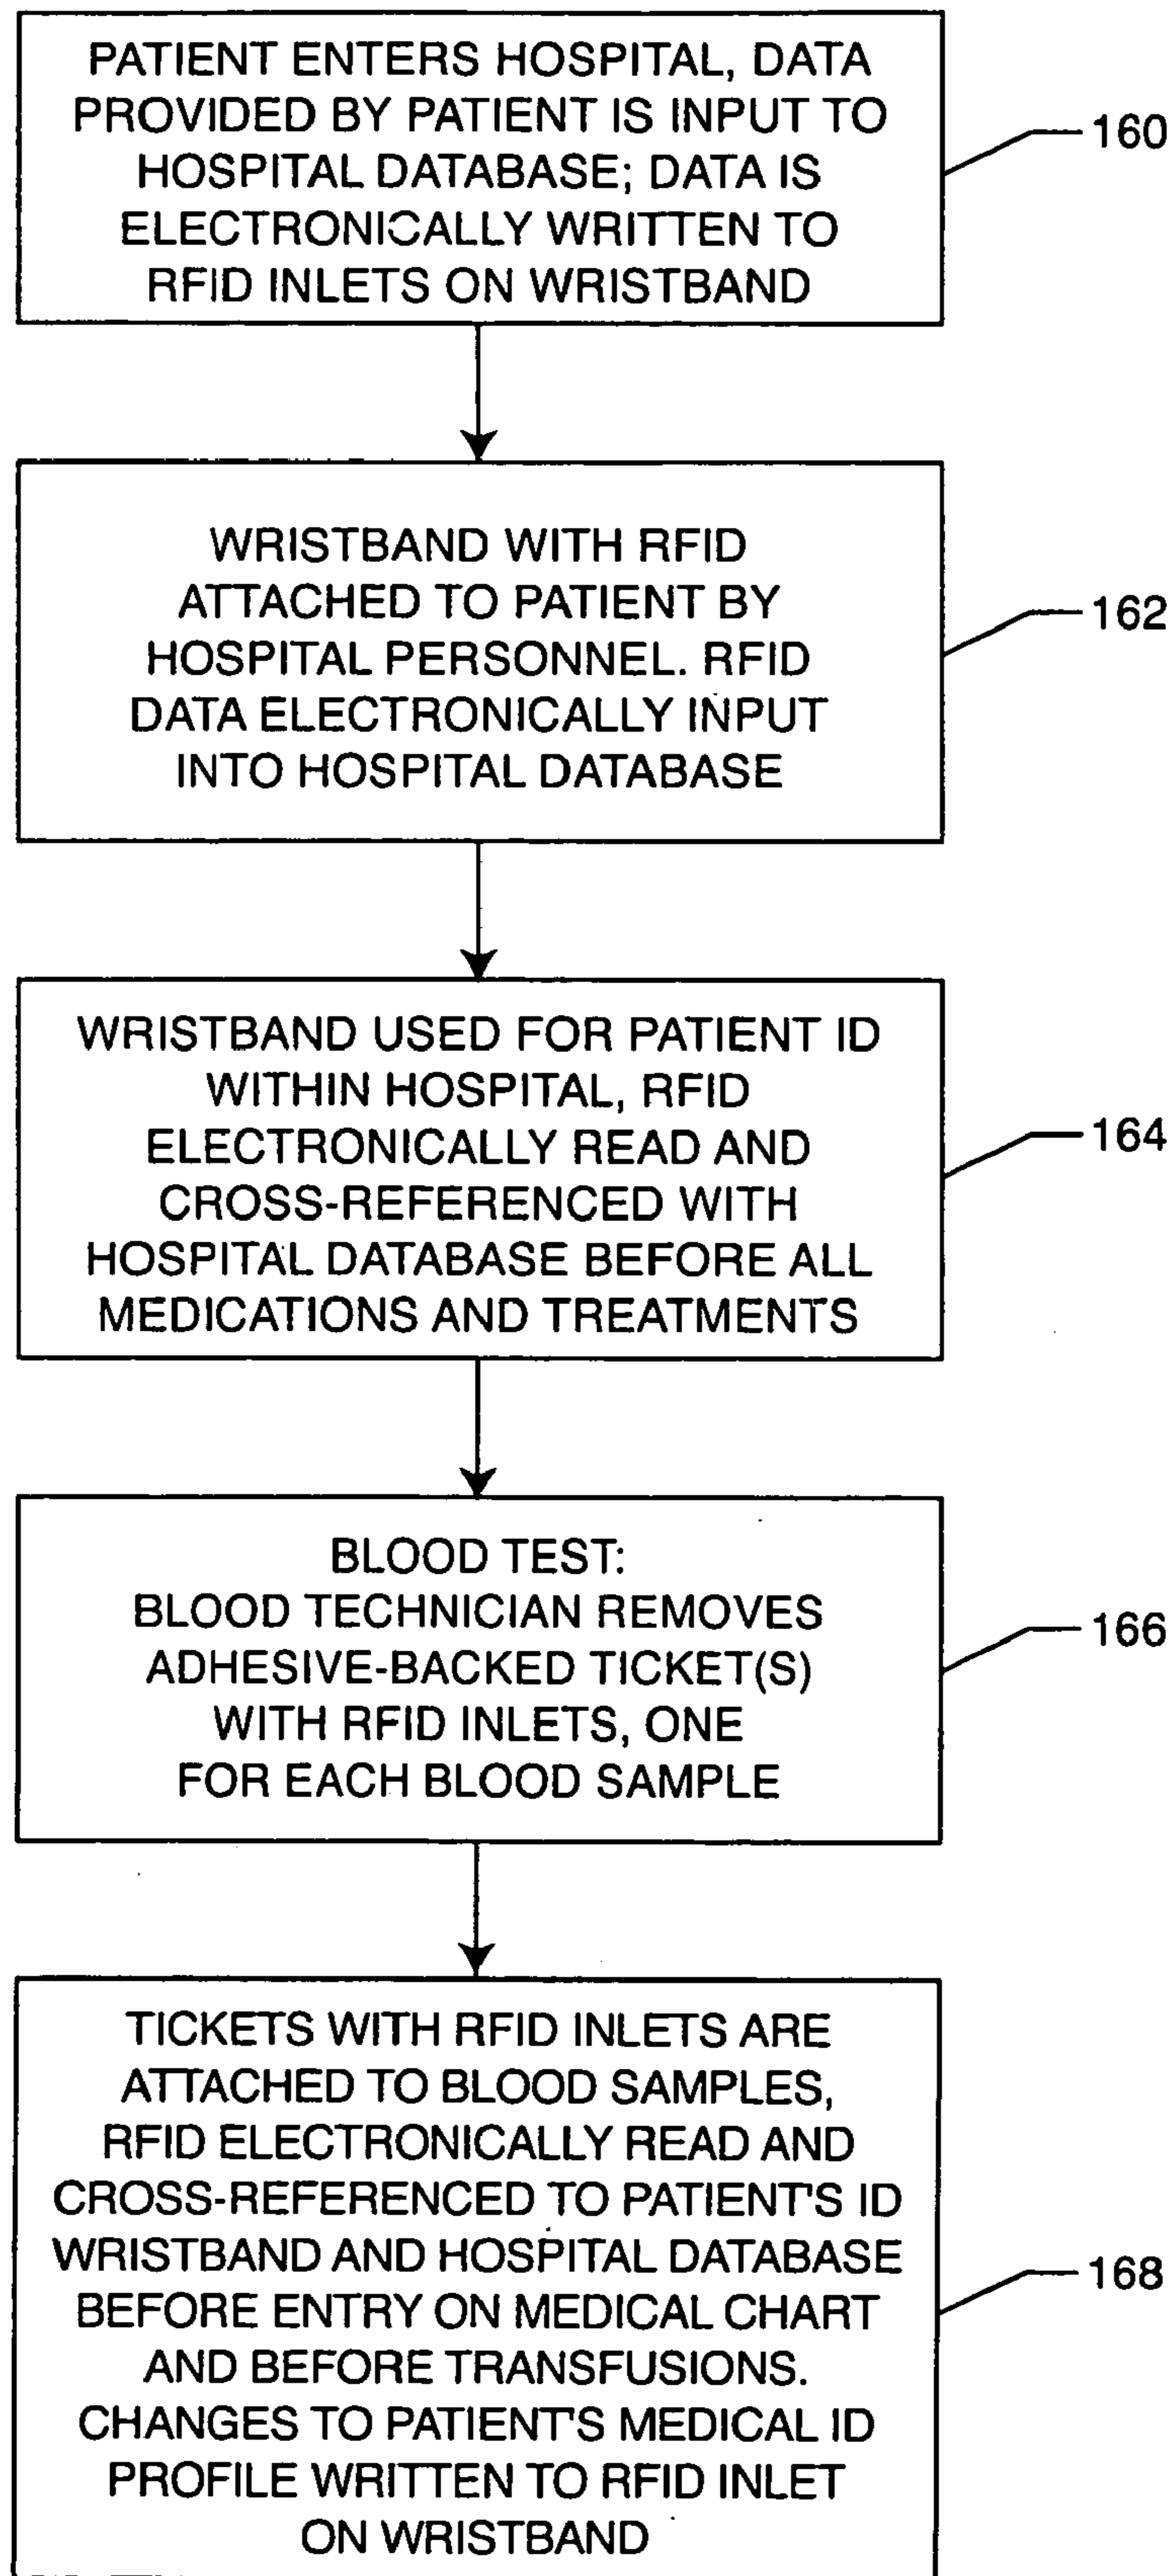 PATIENT ENTERS HOSPITAL, DATA
PROVIDED BY PATIENT IS INPUT TO
HOSPITAL DATABASE; DATA IS
ELECTRONICALLY WRITTEN TO
RFID INLETS ON WRISTBAND
160
WRISTBAND WITH RFID
ATTACHED TO PATIENT BY
HOSPITAL PERSONNEL. RFID
DATA ELECTRONICALLY INPUT
INTO HOSPITAL DATABASE
162
WRISTBAND USED FOR PATIENT ID
WITHIN HOSPITAL, RFID
ELECTRONICALLY READ AND
CROSS-REFERENCED WITH
HOSPITAL DATABASE BEFORE ALL
MEDICATIONS AND TREATMENTS
164
BLOOD TEST:
BLOOD TECHNICIAN REMOVES
ADHESIVE-BACKED TICKET(S)
WITH RFID INLETS, ONE
FOR EACH BLOOD SAMPLE
166
TICKETS WITH RFID INLETS ARE
ATTACHED TO BLOOD SAMPLES,
RFID ELECTRONICALLY READ AND
CROSS-REFERENCED TO PATIENT'S ID
WRISTBAND AND HOSPITAL DATABASE
BEFORE ENTRY ON MEDICAL CHART
AND BEFORE TRANSFUSIONS.
CHANGES TO PATIENT'S MEDICAL ID
PROFILE WRITTEN TO RFID INLET
ON WRISTBAND
168